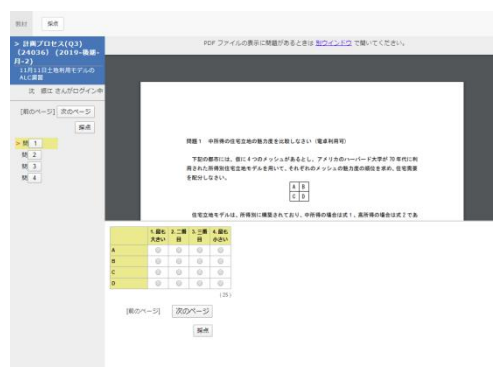 教材 採点
> 計画プロセス(Q3)
(24036) (2019-後期-
月-2)
11月11日土地利用モデルの
ALC演習
さんがログイン中
[前のページ] 次のページ
採点
> 問 1
問 2
問 3
問 4
PDF ファイルの表示に問題があるときは 別ウインドウ で開いてください。
問題1 中所得の住宅立地の魅力度を比較しなさい（電卓利用可）
下記の都市には、仮に4つのメッシュがあるとし、アメリカのハーバード大学が70年代に利
用された所得別住宅立地モデルを用いて、それぞれのメッシュの魅力度の順位を求め、住宅需要
を配分しなさい。
A B
C D
住宅立地モデルは、所得別に構築されており、中所得の場合は式1、高所得の場合は式2であ
1. 最も大きい 2. 二番目 3. 三番目 4. 最も小さい
A
B
C
D
(25)
[前のページ] 次のページ
採点